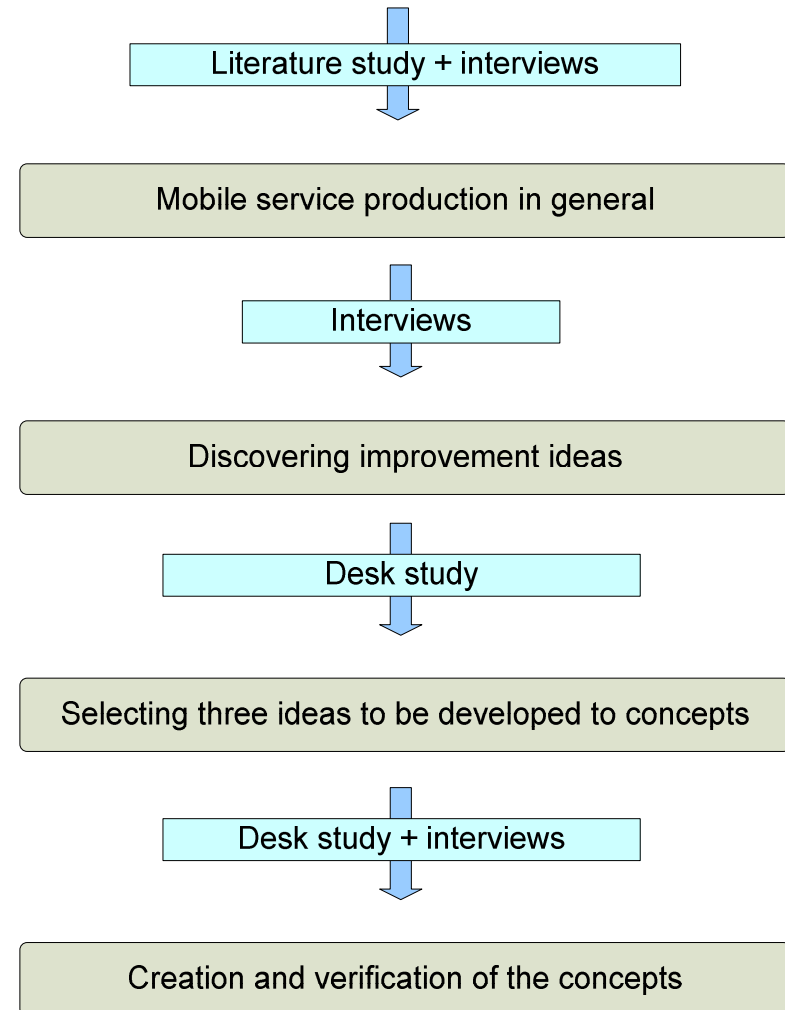 Literature study + interviews
Mobile service production in general
Interviews
Discovering improvement ideas
Desk study
Selecting three ideas to be developed to concepts
Desk study + interviews
Creation and verification of the concepts